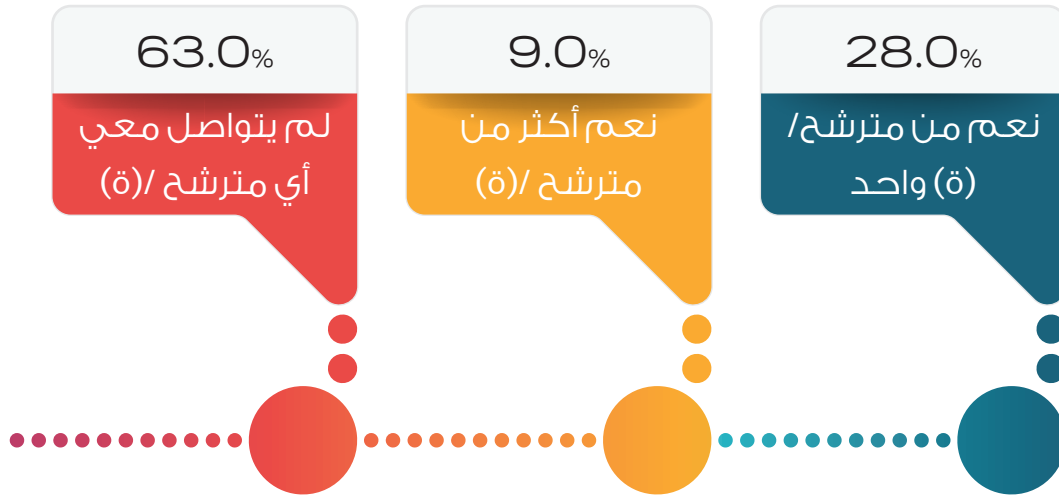 28.0%
نعم من مترشح/
(ة) واحد
9.0%
نعم أكثر من
مترشح /(ة)
63.0%
لم يتواصل معي
أي مترشح /(ة)